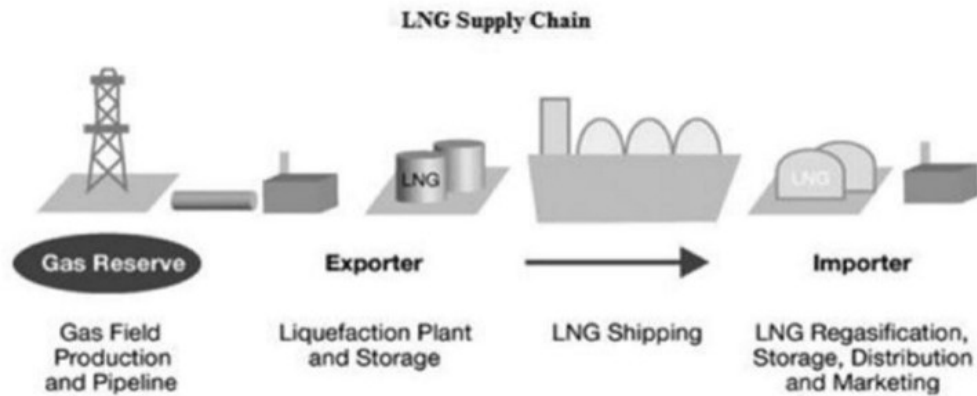 LNG Supply Chain
LNG
LNG
Gas Reserve
Exporter
Importer
Gas Field
Production
and Pipeline
Liquefaction Plant
and Storage
LNG Shipping
LNG Regasification,
Storage, Distribution
and Marketing